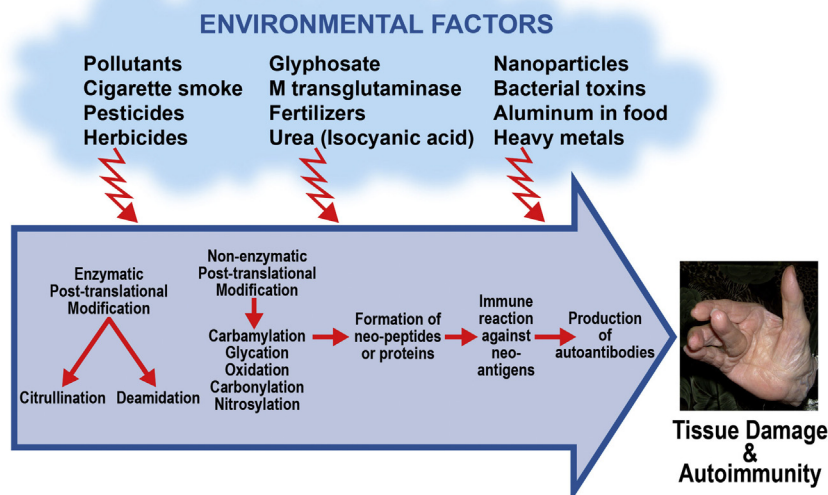 ENVIRONMENTAL FACTORS
Pollutants
Cigarette smoke
Pesticides
Herbicides
Glyphosate
M transglutaminase
Fertilizers
Urea (Isocyanic acid)
Nanoparticles
Bacterial toxins
Aluminum in food
Heavy metals
Enzymatic
Post-translational
Modification
Citrullination
Deamidation
Non-enzymatic
Post-translational
Modification
Carbamylation
Glycation
Oxidation
Carbonylation
Nitrosylation
Formation of
neo-peptides
or proteins
Immune
reaction
against
neo-
antigens
Production
of
autoantibodies
Tissue Damage
&
Autoimmunity